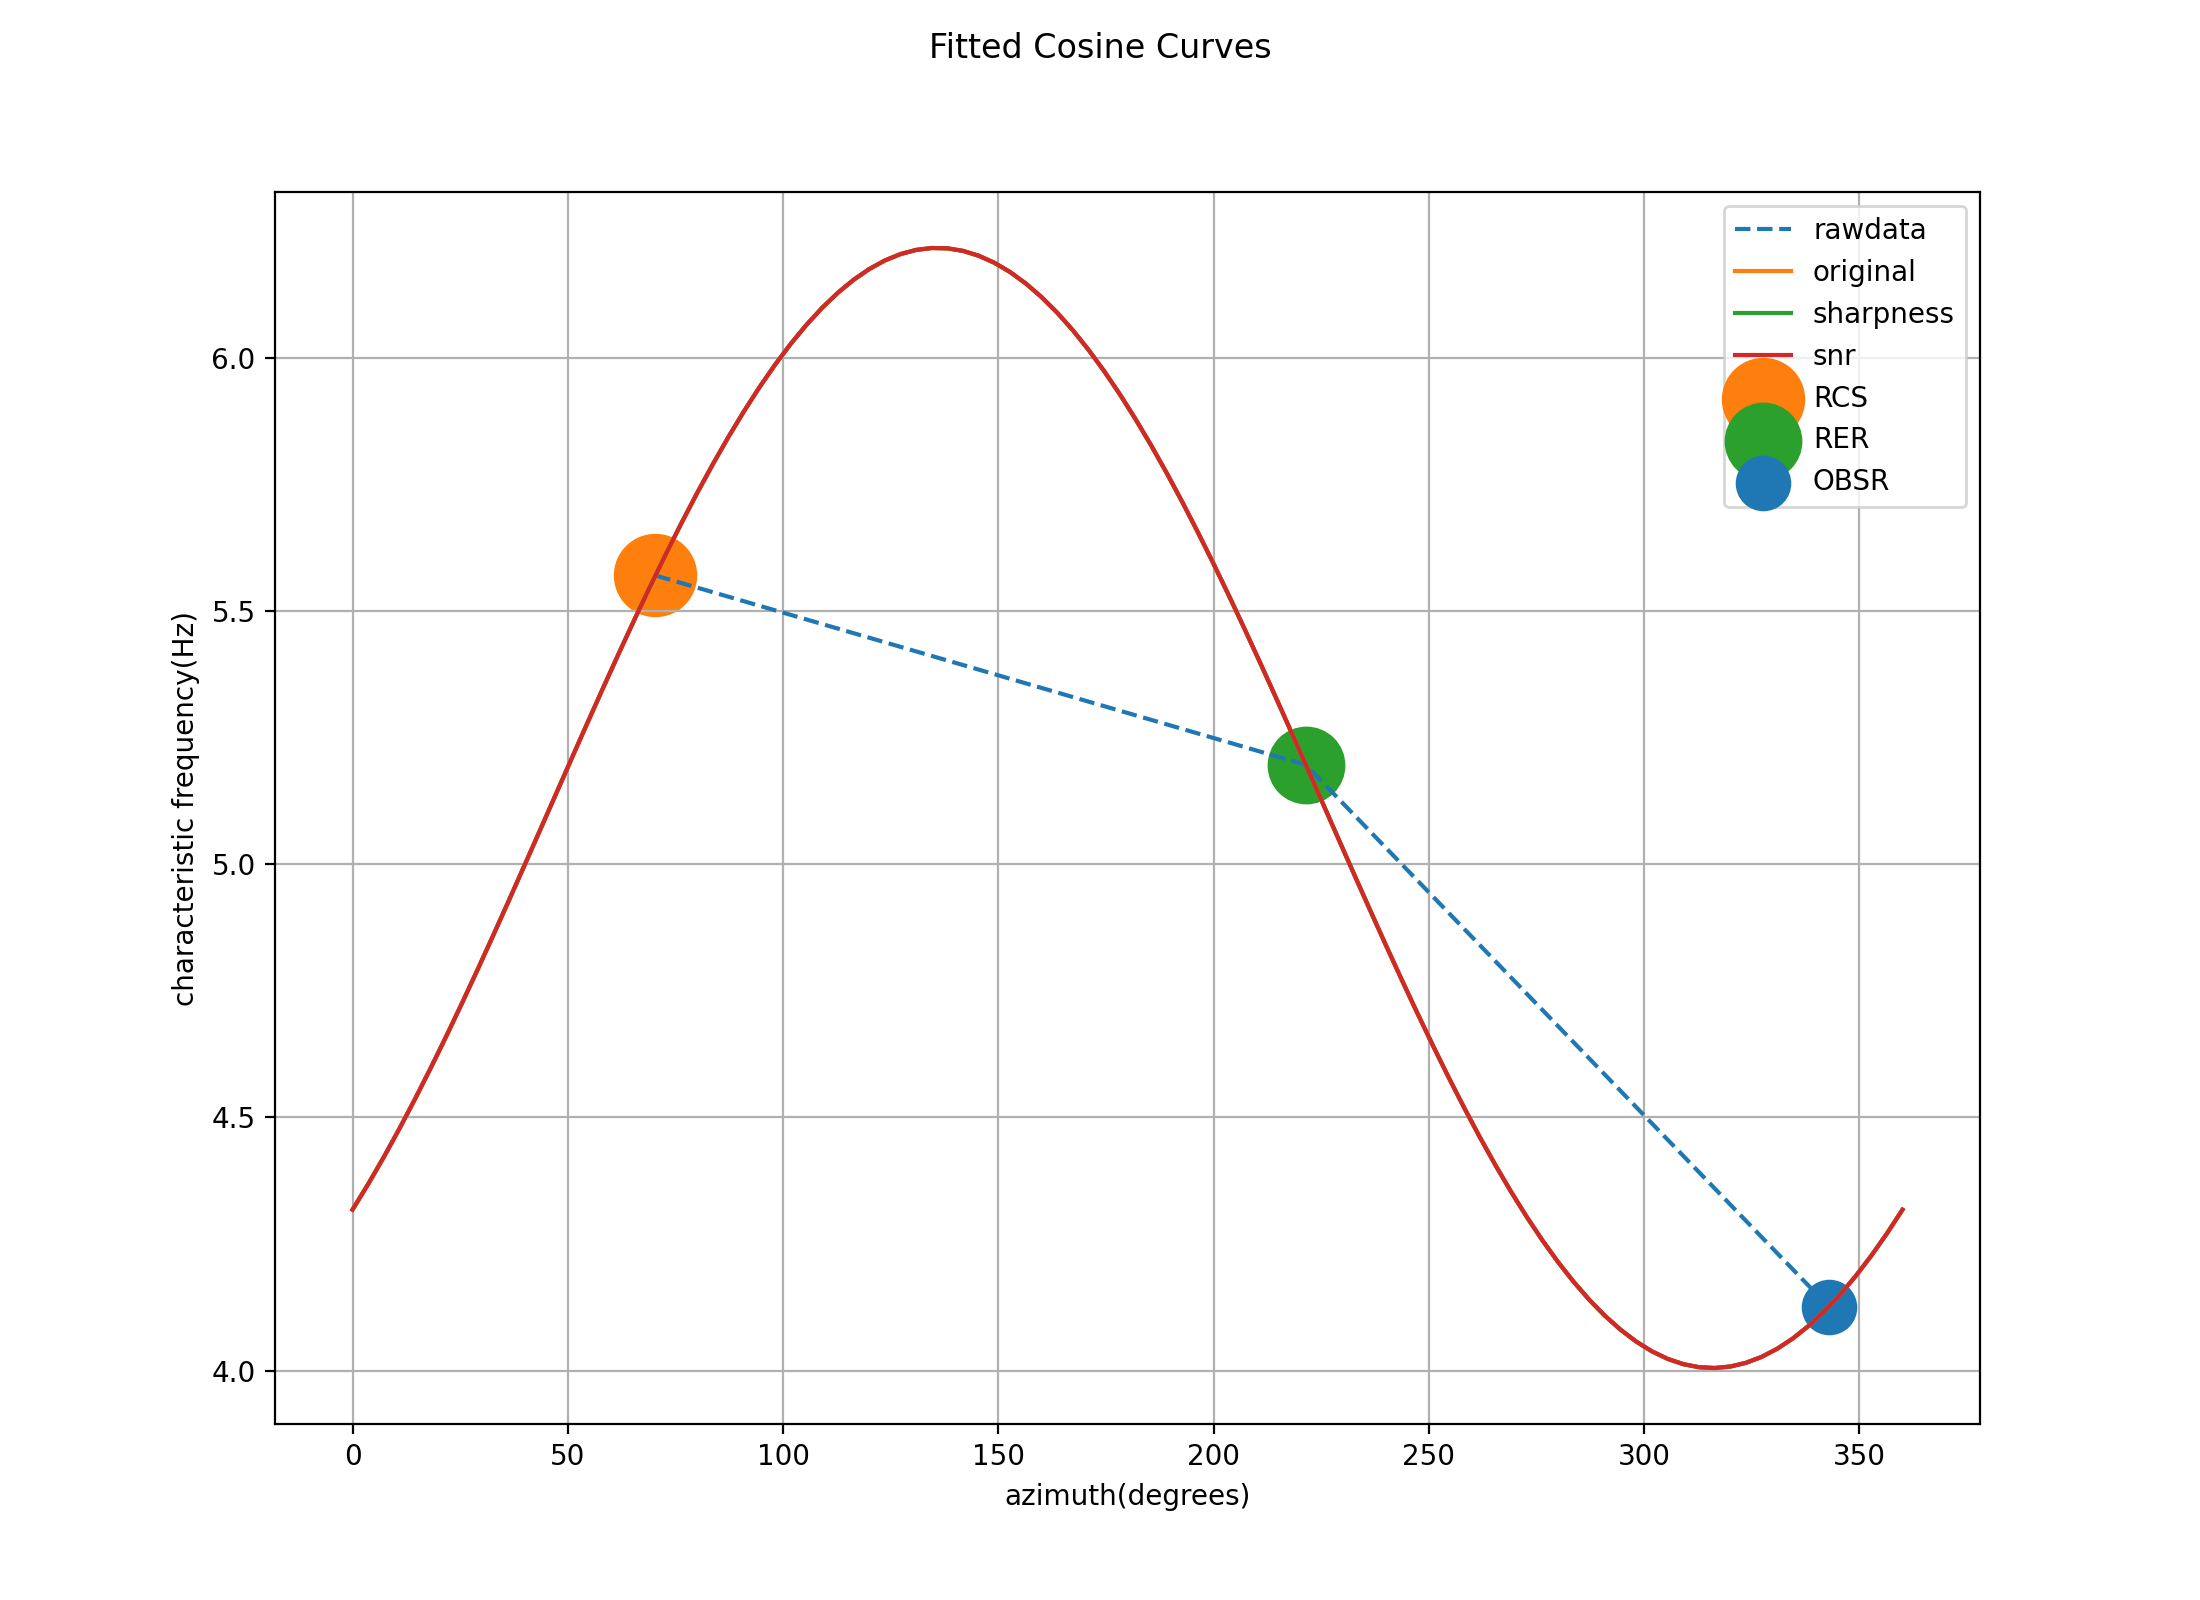 Fitted Cosine Curves
rawdata
original
sharpness
snr
RCS
RER
OBSR
characteristic frequency(Hz)
6.0
5.5
5.0
4.5
4.0
0 50 100 150 200 250 300 350
azimuth(degrees)